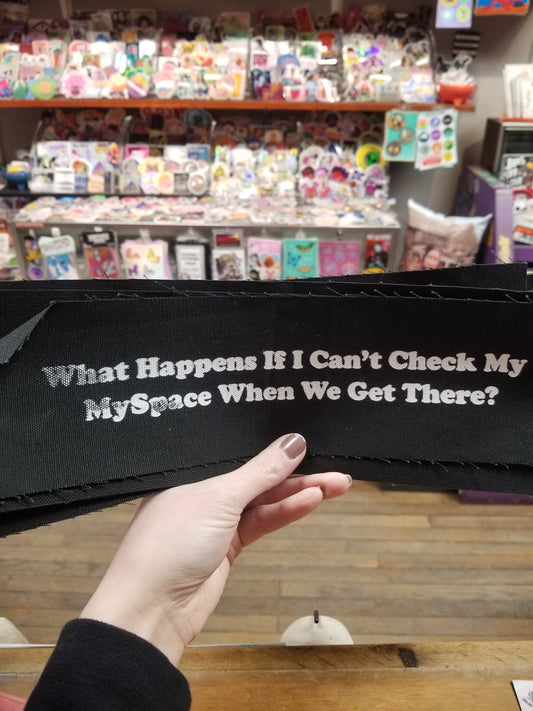 What Happens If I Can't Check My
MySpace When We Get There?